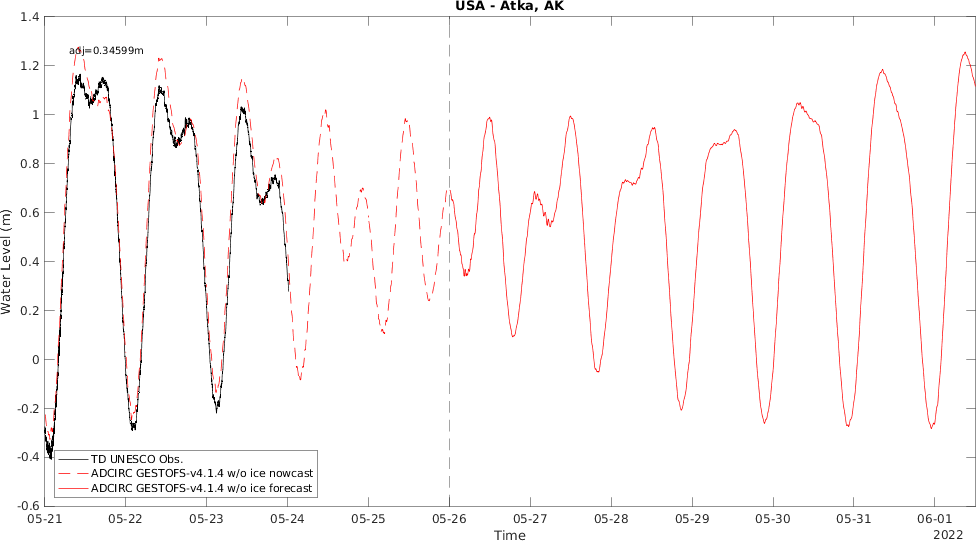 USA - Atka, AK
adj=0.34599m
Water Level (m)
1.4
1.2
1
0.8
0.6
0.4
0.2
0
-0.2
-0.4
-0.6
TD UNESCO Obs.
ADCIRC GESTOFS-v4.1.4 w/o ice nowcast
ADCIRC GESTOFS-v4.1.4 w/o ice forecast
05-21 05-22 05-23 05-24 05-25 05-26 05-27 05-28 05-29 05-30 05-31 06-01
Time
2022